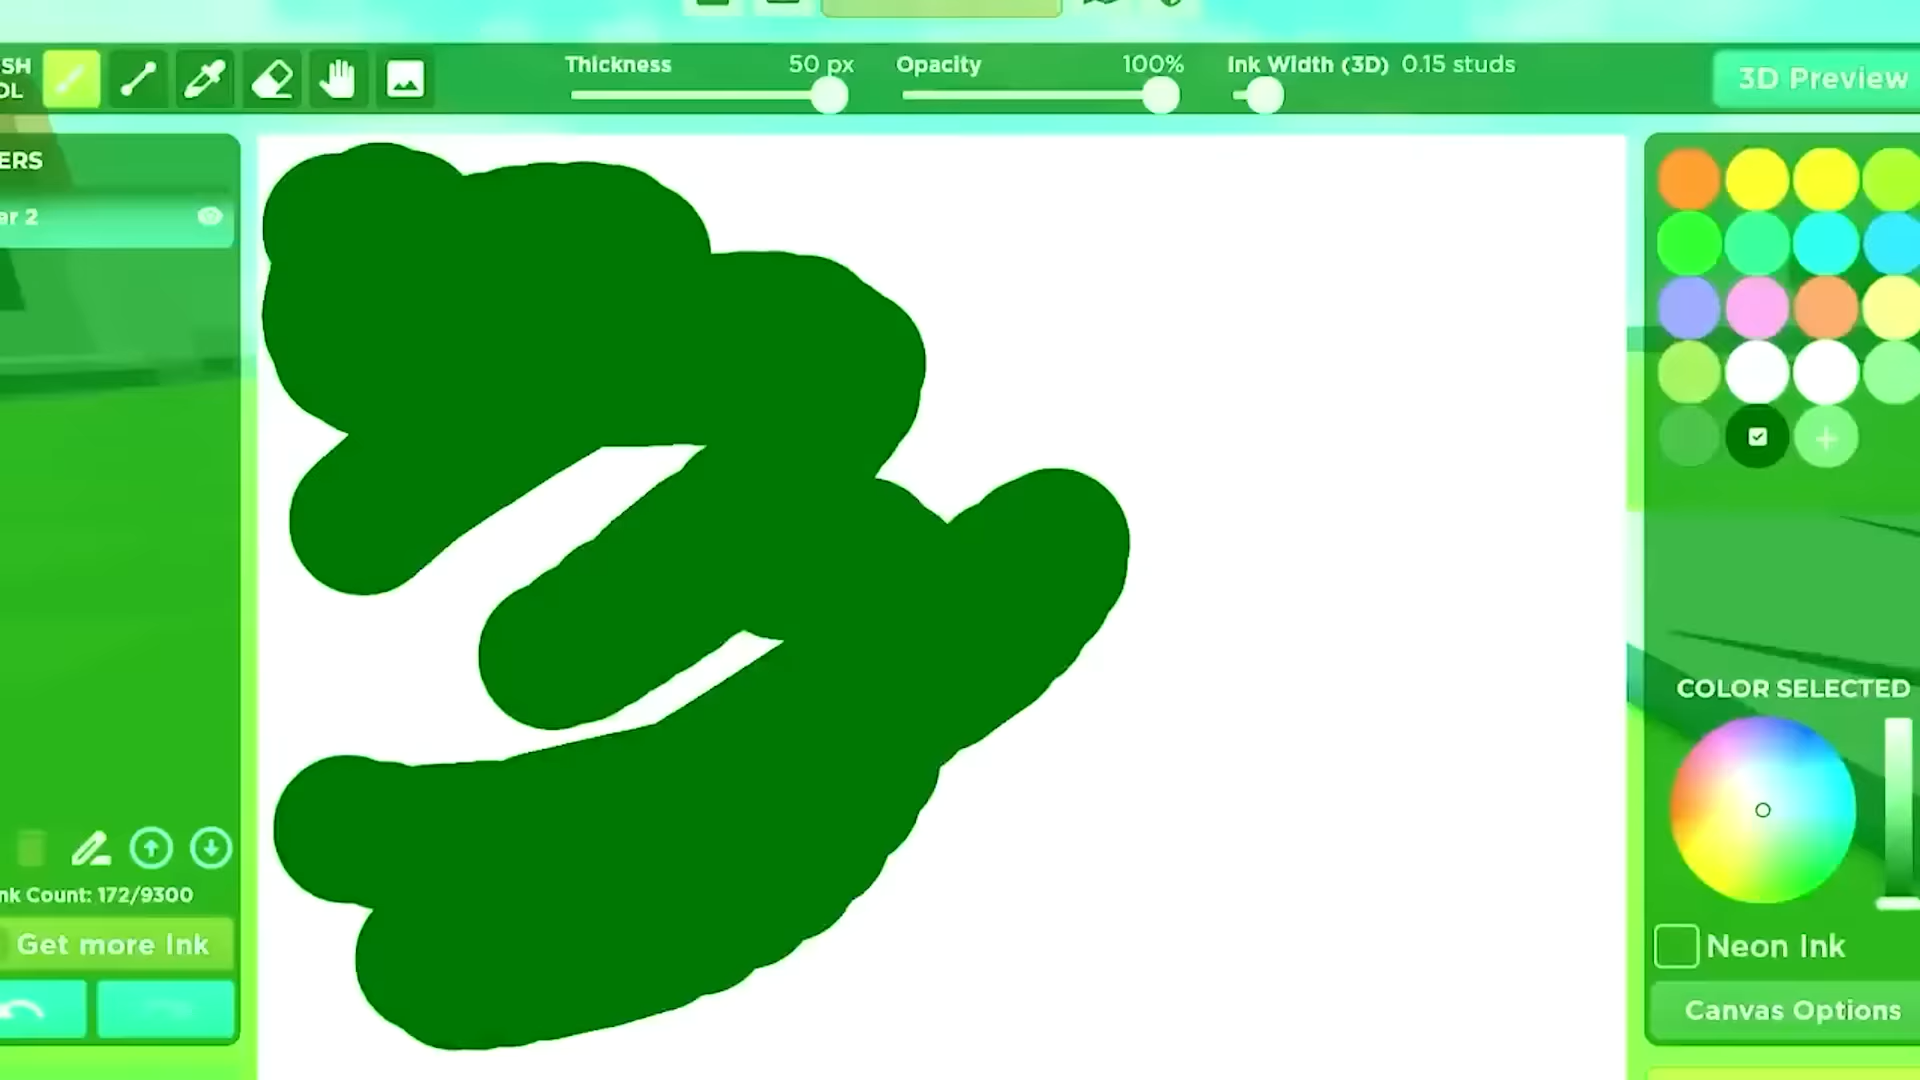 SH
OL
Thickness 50 px
Opacity 100%
Ink Width (3D) 0.15 studs
3D Preview
ERS
er 2
nk Count: 172/9300
Get more Ink
COLOR SELECTED
Neon Ink
Canvas Options